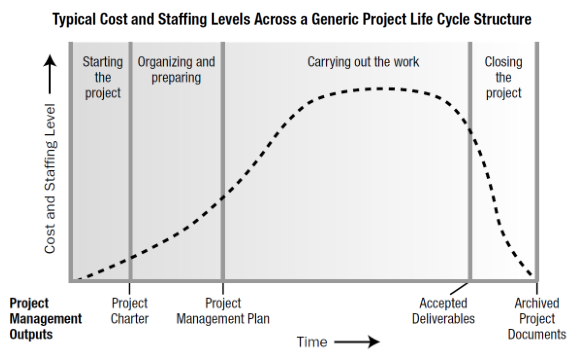 Typical Cost and Staffing Levels Across a Generic Project Life Cycle Structure
Cost and Staffing Level
Starting
the
project
Organizing and
preparing
Carrying out the work
Closing
the
project
Project
Management
Outputs
Project
Charter
Project
Management Plan
Accepted
Deliverables
Archived
Project
Documents
Time